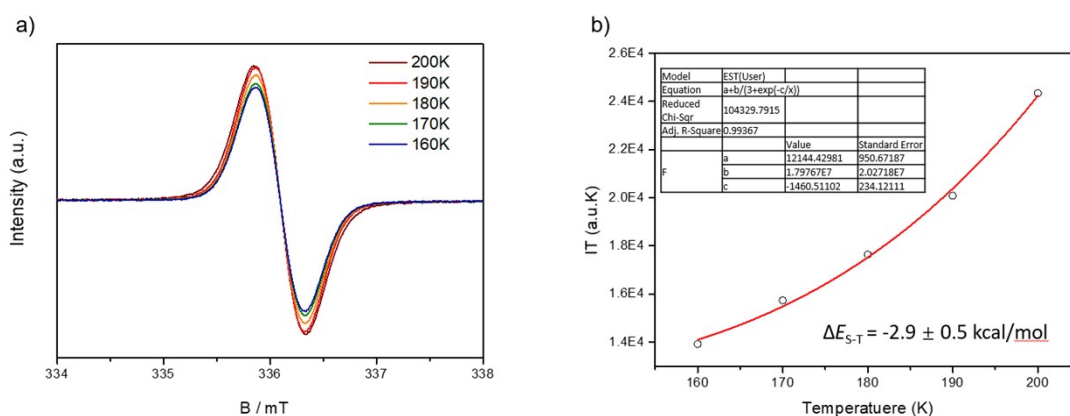 a)
200K
190K
180K
170K
160K
Intensity (a.u.)
334
335
336
337
338
B / mT
b)
2.6E4
2.4E4
2.2E4
2.0E4
1.8E4
1.6E4
1.4E4
IT (a.u.K)
Model EST(User)
Equation a+b/(3+exp(-c/x))
Reduced Chi-Sqr 104329.7915
Adj. R-Square 0.99367
Value Standard Error
F a 12144.42981 950.67187
b 1.79767E7 2.02718E7
c -1460.51102 234.12111
ΔE_S-T = -2.9 ± 0.5 kcal/mol
160 170 180 190 200
Temperatuere (K)